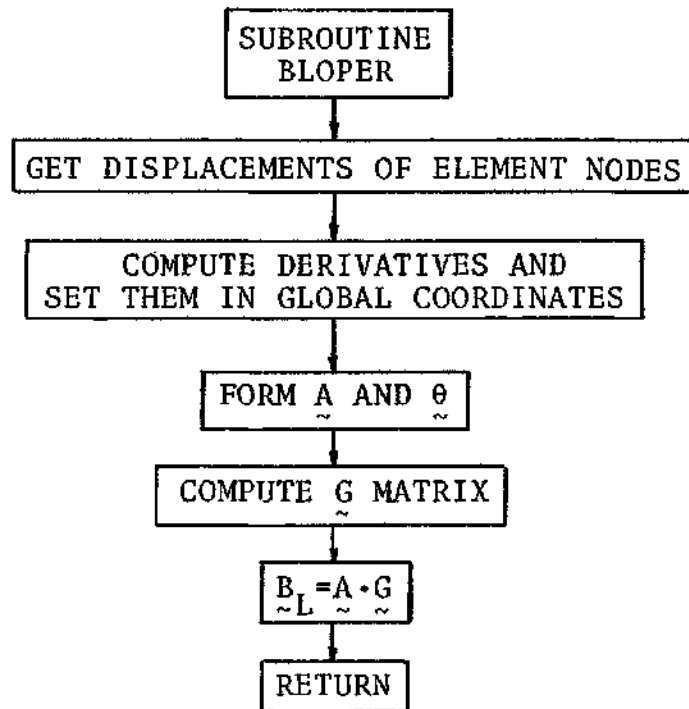 SUBROUTINE
BLOPER
GET DISPLACEMENTS OF ELEMENT NODES
COMPUTE DERIVATIVES AND
SET THEM IN GLOBAL COORDINATES
FORM A̰ AND θ̰
COMPUTE G̰ MATRIX
B̰_L=A̰·G̰
RETURN